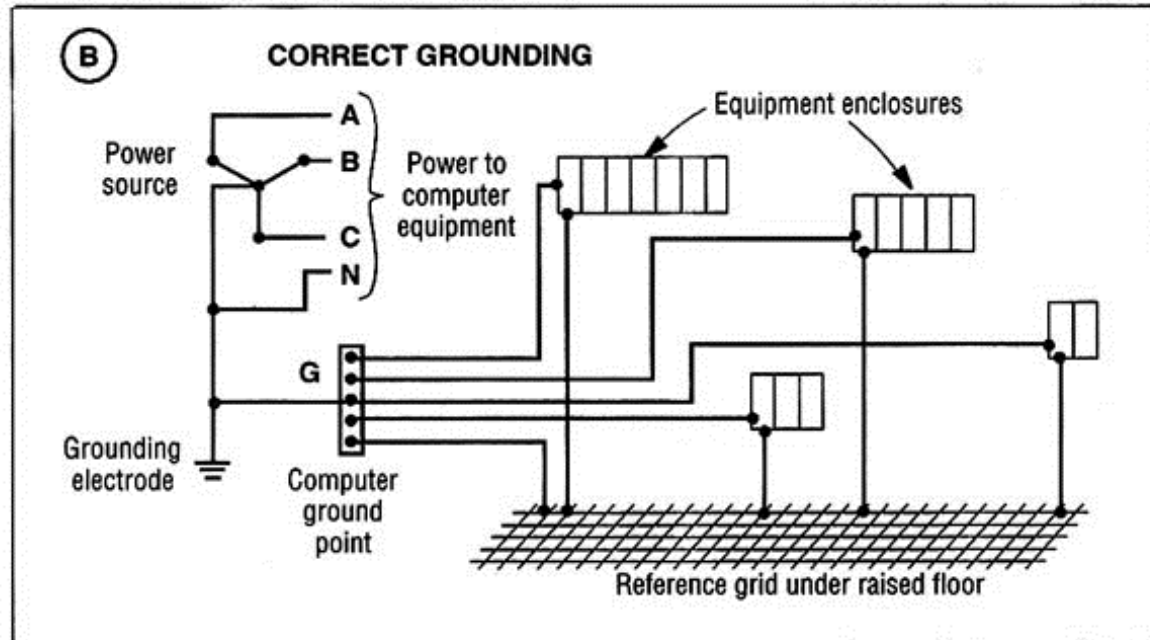 B
CORRECT GROUNDING
A
B
C
N
Power
source
Power to
computer
equipment
Equipment enclosures
G
Grounding
electrode
Computer
ground
point
Reference grid under raised floor